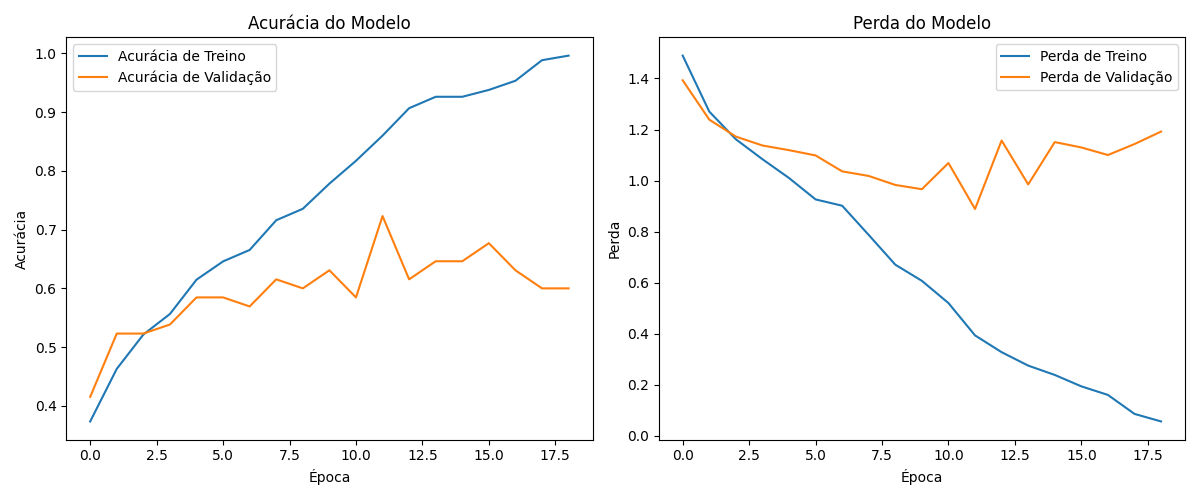 Acurácia do Modelo
Acurácia de Treino
Acurácia de Validação
1.0
0.9
0.8
0.7
0.6
0.5
0.4
Acurácia
0.0 2.5 5.0 7.5 10.0 12.5 15.0 17.5
Época
Perda do Modelo
Perda de Treino
Perda de Validação
1.4
1.2
1.0
0.8
0.6
0.4
0.2
0.0
Perda
0.0 2.5 5.0 7.5 10.0 12.5 15.0 17.5
Época